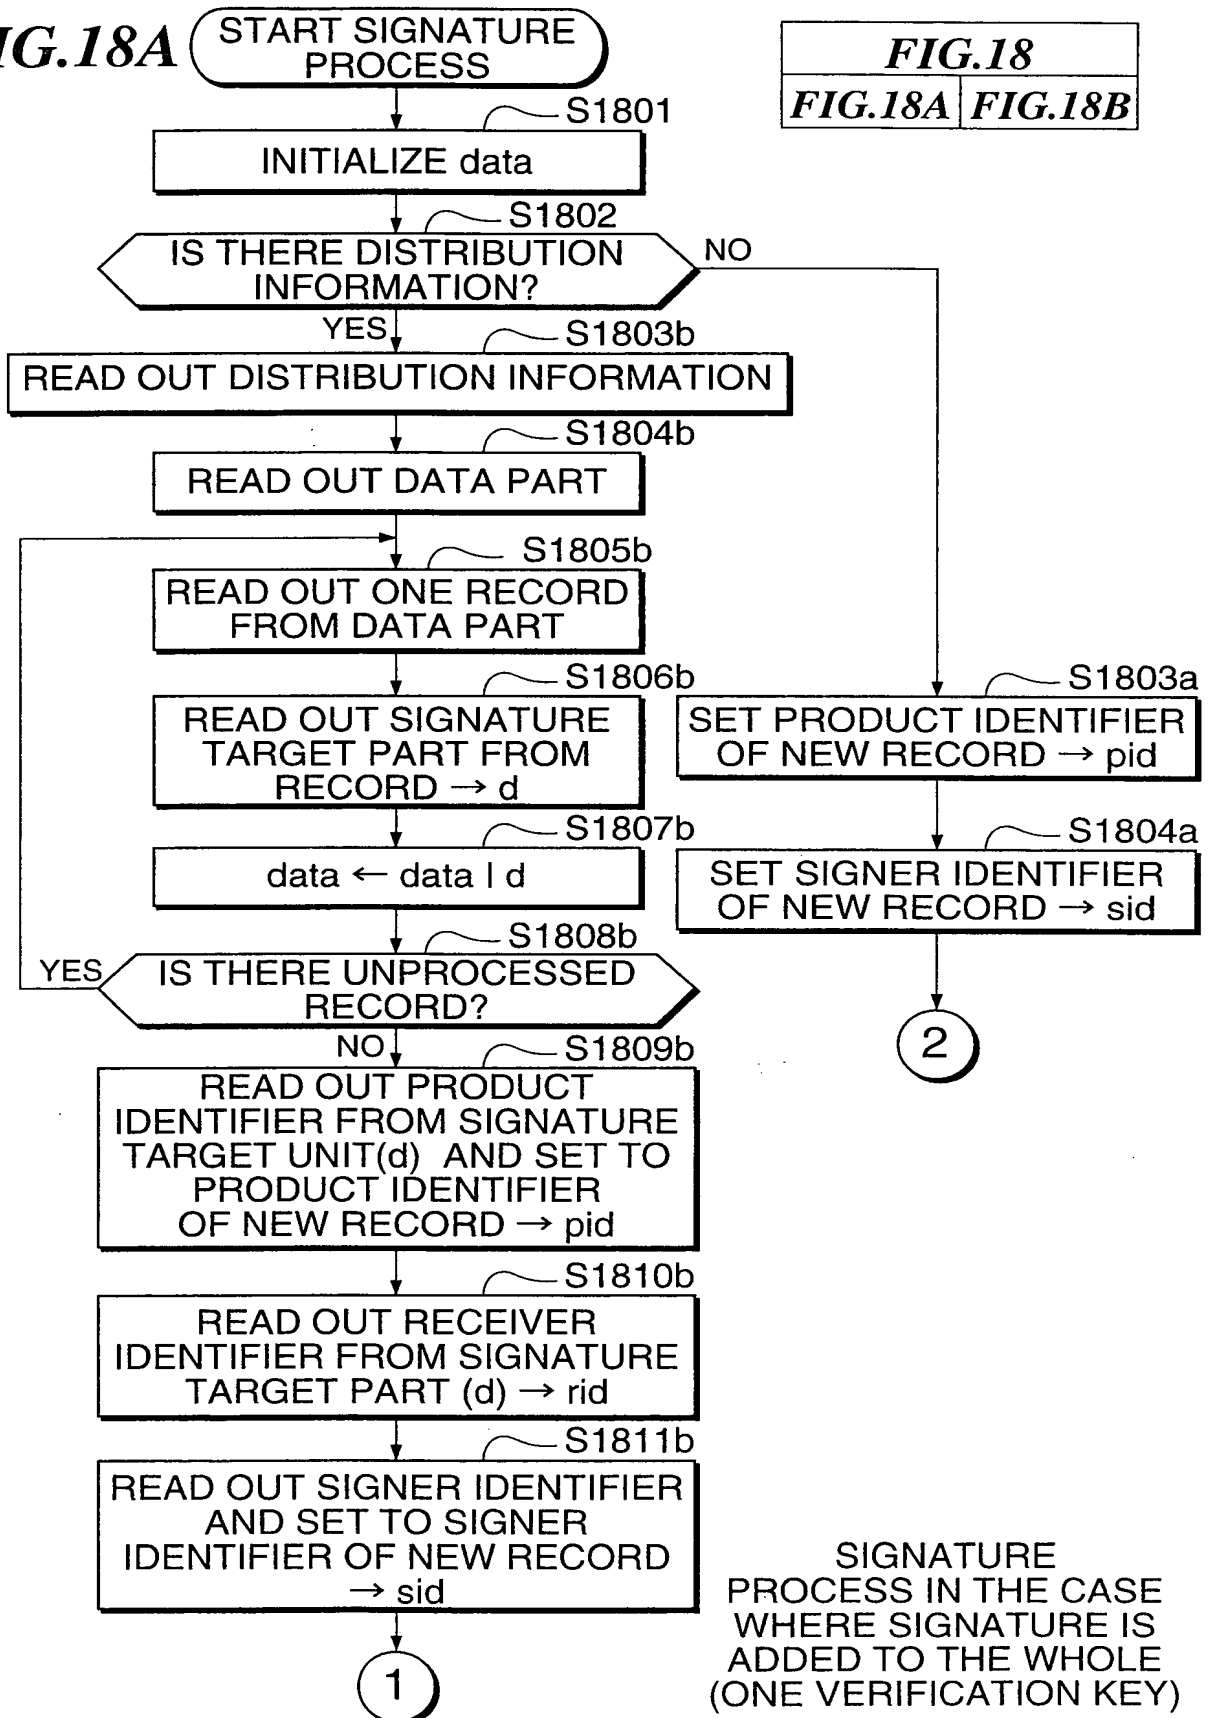 IG.18A
START SIGNATURE
PROCESS
FIG.18
FIG.18A FIG.18B
S1801
INITIALIZE data
S1802
IS THERE DISTRIBUTION
INFORMATION?
NO
YES
S1803b
READ OUT DISTRIBUTION INFORMATION
S1804b
READ OUT DATA PART
S1805b
READ OUT ONE RECORD
FROM DATA PART
S1806b
READ OUT SIGNATURE
TARGET PART FROM
RECORD → d
S1807b
data ← data | d
S1808b
YES
IS THERE UNPROCESSED
RECORD?
NO
S1809b
READ OUT PRODUCT
IDENTIFIER FROM SIGNATURE
TARGET UNIT(d) AND SET TO
PRODUCT IDENTIFIER
OF NEW RECORD → pid
S1810b
READ OUT RECEIVER
IDENTIFIER FROM SIGNATURE
TARGET PART (d) → rid
S1811b
READ OUT SIGNER IDENTIFIER
AND SET TO SIGNER
IDENTIFIER OF NEW RECORD
→ sid
1
S1803a
SET PRODUCT IDENTIFIER
OF NEW RECORD → pid
S1804a
SET SIGNER IDENTIFIER
OF NEW RECORD → sid
2
SIGNATURE
PROCESS IN THE CASE
WHERE SIGNATURE IS
ADDED TO THE WHOLE
(ONE VERIFICATION KEY)